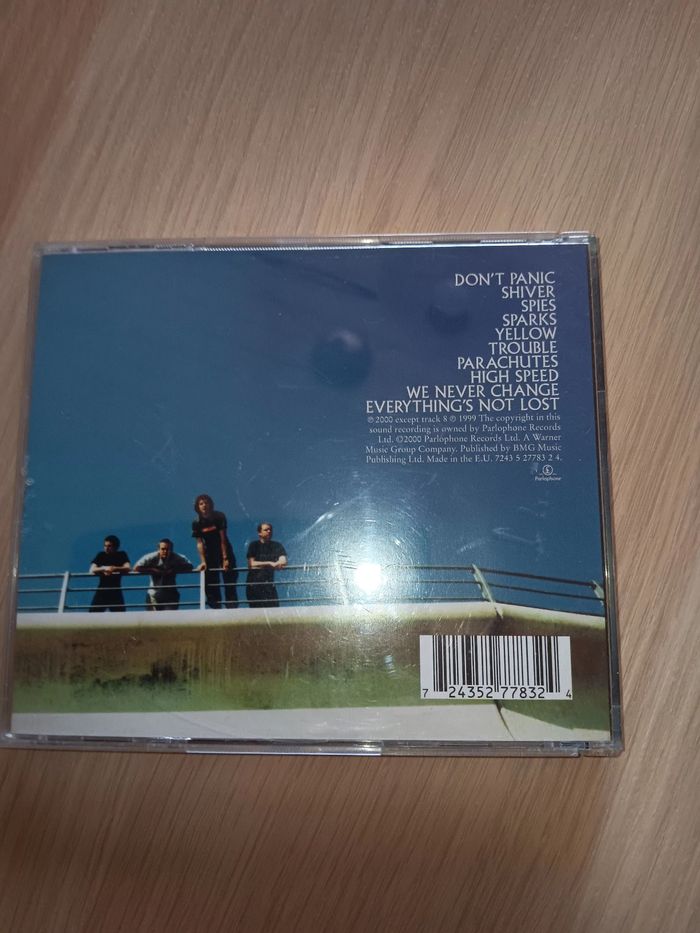 DON'T PANIC
SHIVER
SPIES
SPARKS
YELLOW
TROUBLE
PARACHUTES
HIGH SPEED
WE NEVER CHANGE
EVERYTHING'S NOT LOST
℗ 2000 except track 8 ℗ 1999 The copyright in this
sound recording is owned by Parlophone Records
Ltd. ©2000 Parlophone Records Ltd. A Warner
Music Group Company. Published by BMG Music
Publishing Ltd. Made in the E.U. 7243 5 27783 2 4.
Parlophone
7 24352 77832 4